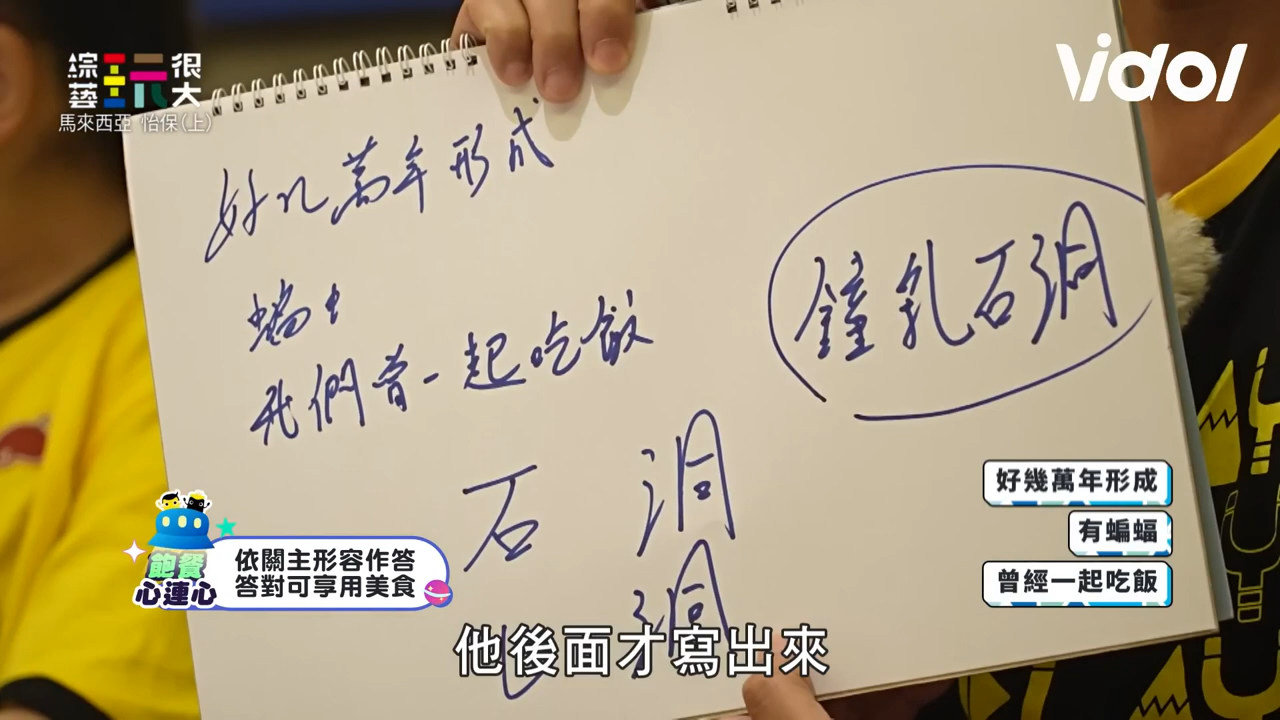 綜藝玩很大
馬來西亞 怡保(上)
vidol
好几萬年形成
我們曾一起吃飯
鐘乳石洞
石 洞
洞
好幾萬年形成
有蝙蝠
曾經一起吃飯
飽餐
心連心
依關主形容作答
答對可享用美食
他後面才寫出來